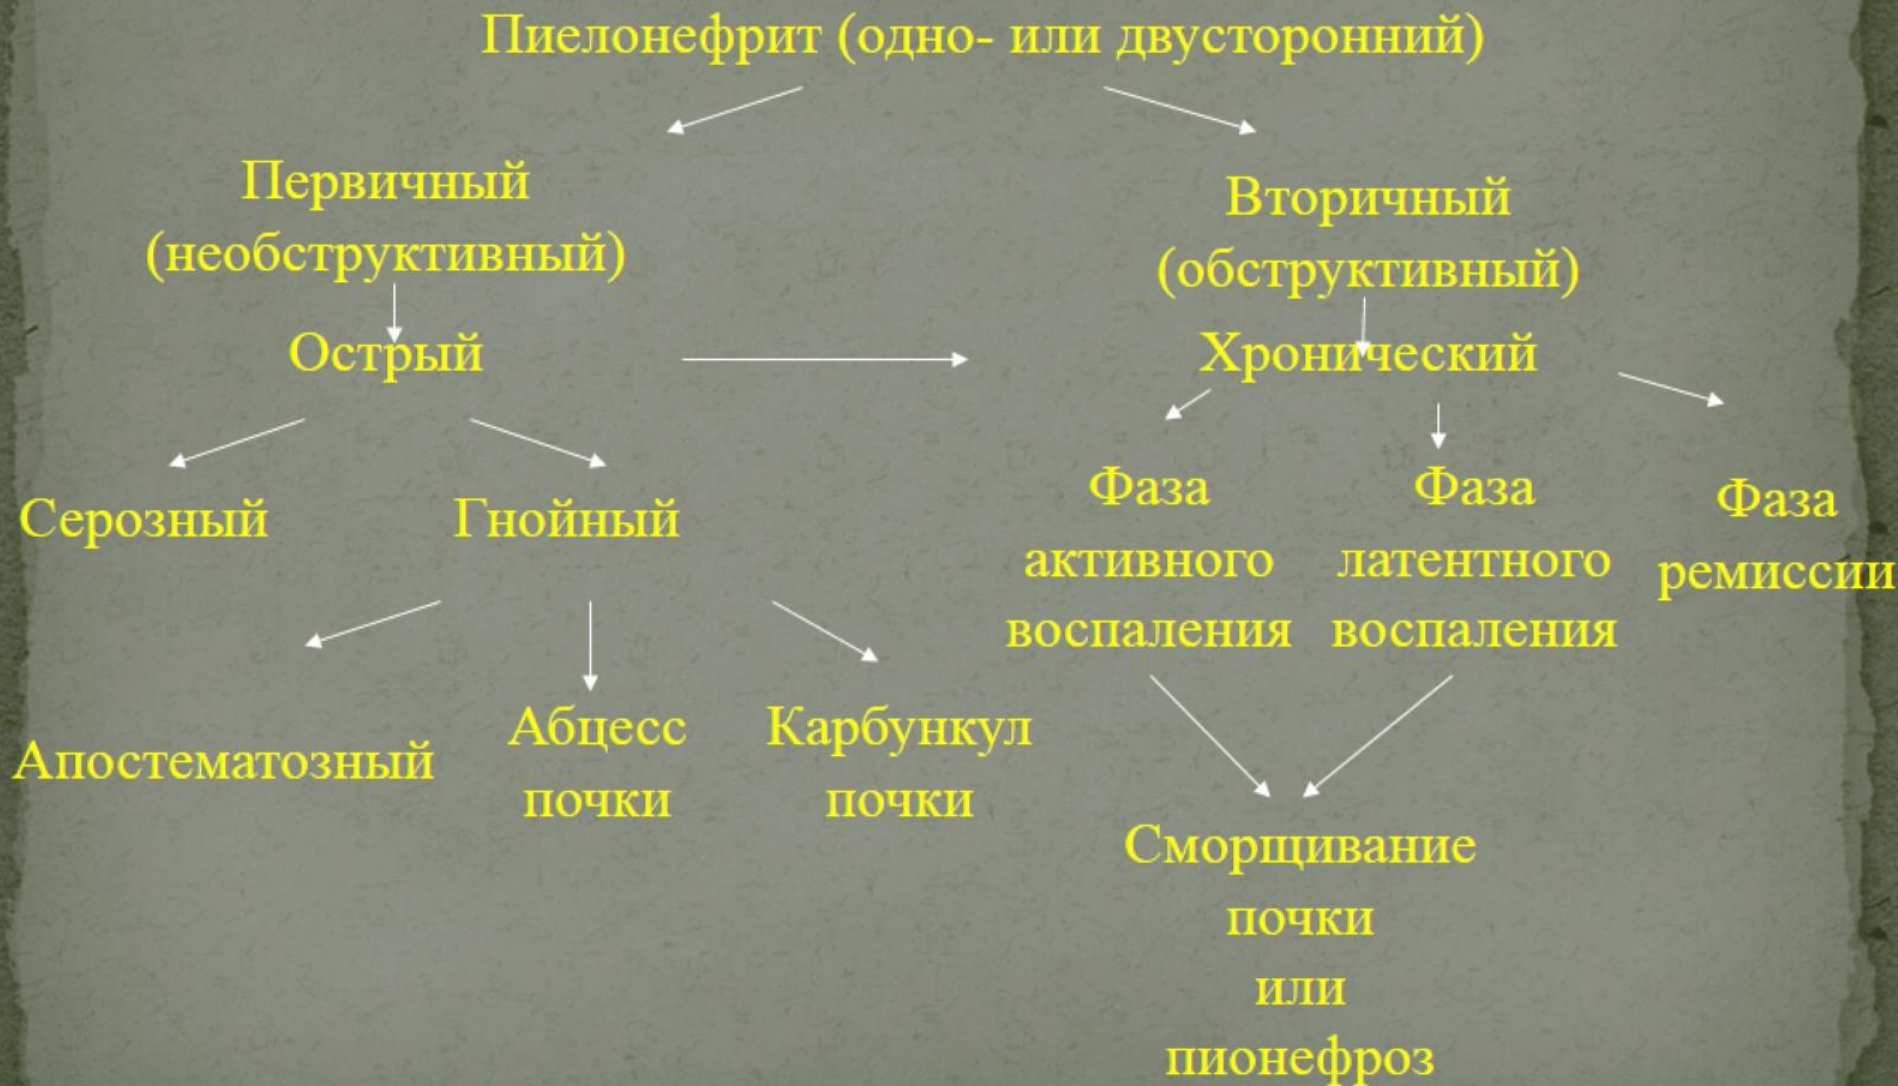 Пиелонефрит (одно- или двусторонний)
Первичный
(необструктивный)
Вторичный
(обструктивный)
Острый
Хронический
Серозный
Гнойный
Фаза
активного
воспаления
Фаза
латентного
воспаления
Фаза
ремиссии
Апостематозный
Абцесс
почки
Карбункул
почки
Сморщивание
почки
или
пионефроз